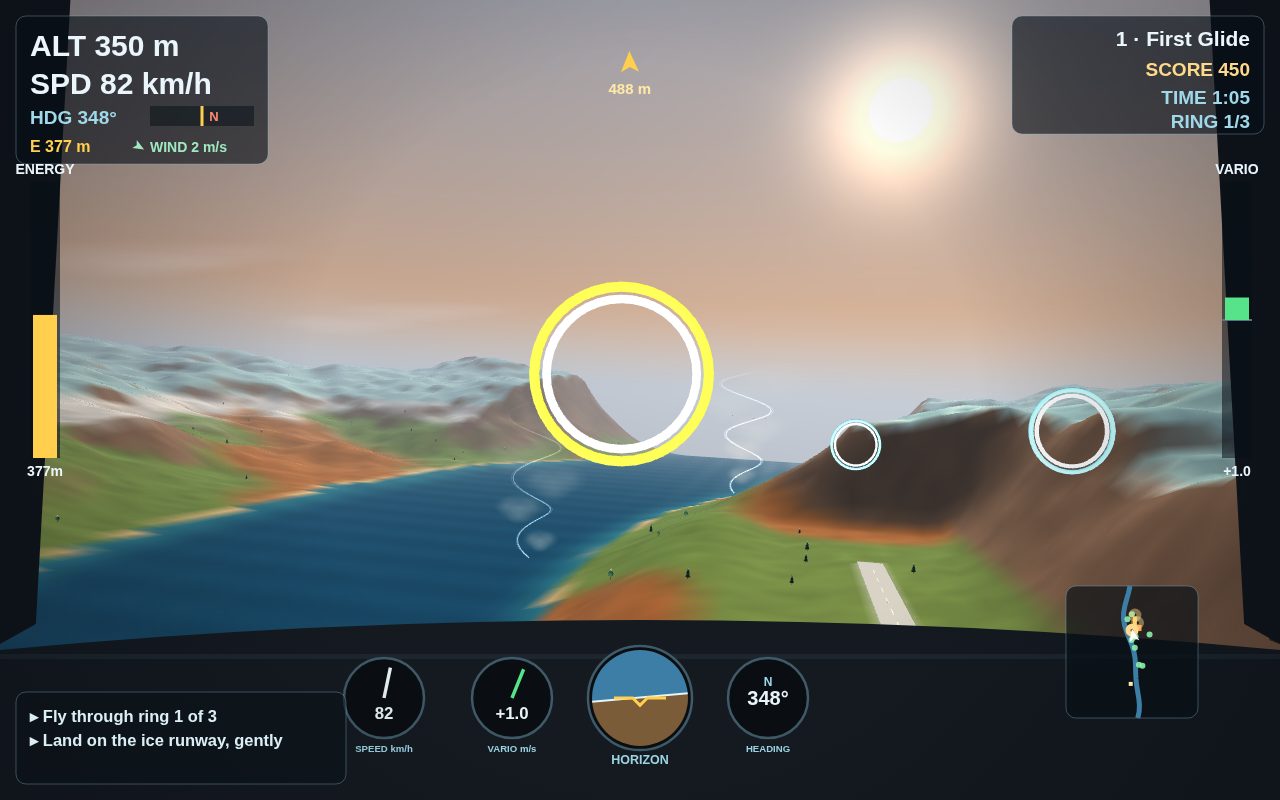 ALT 350 m
SPD 82 km/h
HDG 348°
N
E 377 m
WIND 2 m/s
ENERGY
377m
488 m
1 · First Glide
SCORE 450
TIME 1:05
RING 1/3
VARIO
+1.0
▸ Fly through ring 1 of 3
▸ Land on the ice runway, gently
82
SPEED km/h
+1.0
VARIO m/s
HORIZON
N
348°
HEADING